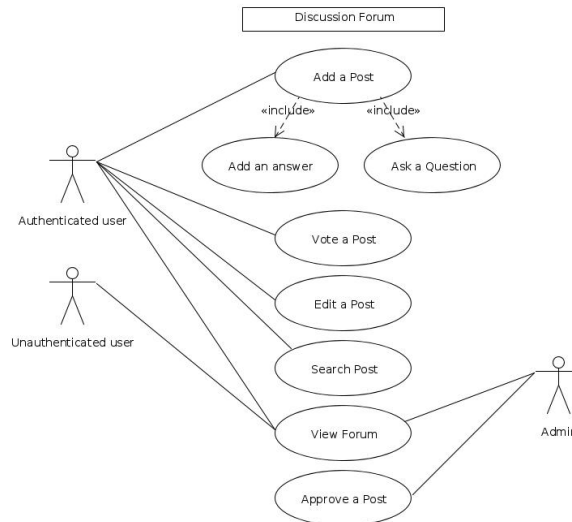 Discussion Forum
Add a Post
«include»
«include»
Add an answer
Ask a Question
Authenticated user
Vote a Post
Edit a Post
Unauthenticated user
Search Post
View Forum
Admin
Approve a Post